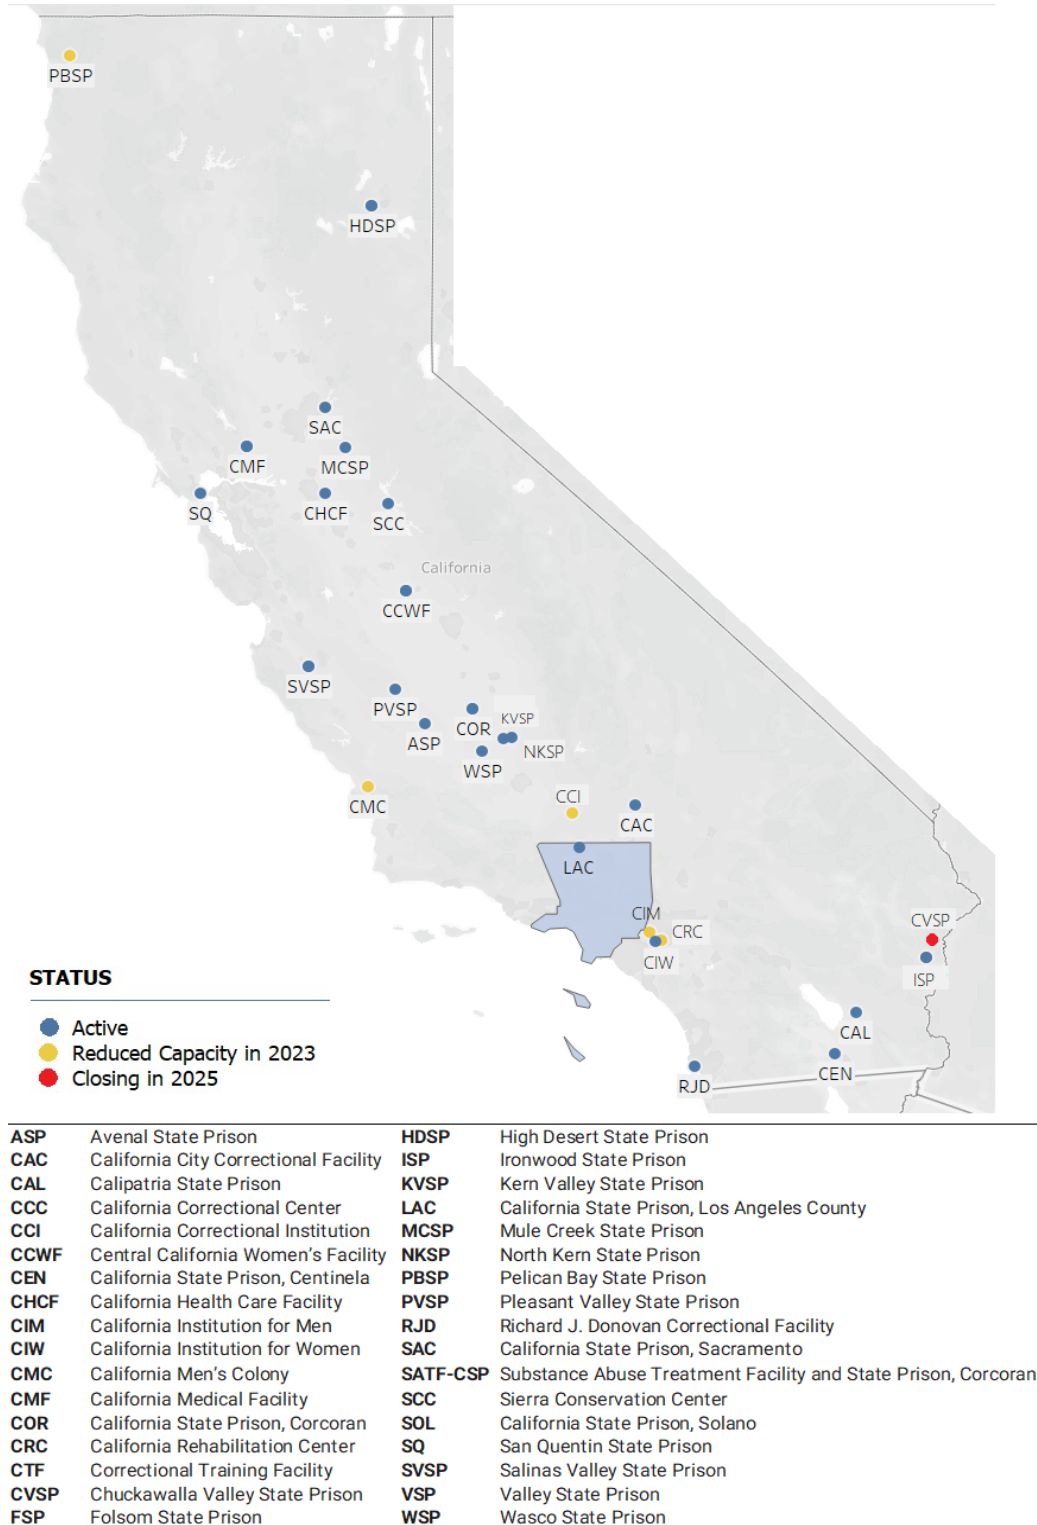 PBSP
HDSP
SAC
CMF
MCSP
SQ
CHCF
SCC
California
CCWF
SVSP
PVSP
COR
KVSP
ASP
NKSP
WSP
CCI
CMC
CAC
LAC
CIM
CRC
CVSP
CIW
ISP
STATUS
Active
Reduced Capacity in 2023
Closing in 2025
CAL
CEN
RJD
ASP Avenal State Prison
CAC California City Correctional Facility
CAL Calipatria State Prison
CCC California Correctional Center
CCI California Correctional Institution
CCWF Central California Women's Facility
CEN California State Prison, Centinela
CHCF California Health Care Facility
CIM California Institution for Men
CIW California Institution for Women
CMC California Men's Colony
CMF California Medical Facility
COR California State Prison, Corcoran
CRC California Rehabilitation Center
CTF Correctional Training Facility
CVSP Chuckawalla Valley State Prison
FSP Folsom State Prison
HDSP High Desert State Prison
ISP Ironwood State Prison
KVSP Kern Valley State Prison
LAC California State Prison, Los Angeles County
MCSP Mule Creek State Prison
NKSP North Kern State Prison
PBSP Pelican Bay State Prison
PVSP Pleasant Valley State Prison
RJD Richard J. Donovan Correctional Facility
SAC California State Prison, Sacramento
SATF-CSP Substance Abuse Treatment Facility and State Prison, Corcoran
SCC Sierra Conservation Center
SOL California State Prison, Solano
SQ San Quentin State Prison
SVSP Salinas Valley State Prison
VSP Valley State Prison
WSP Wasco State Prison